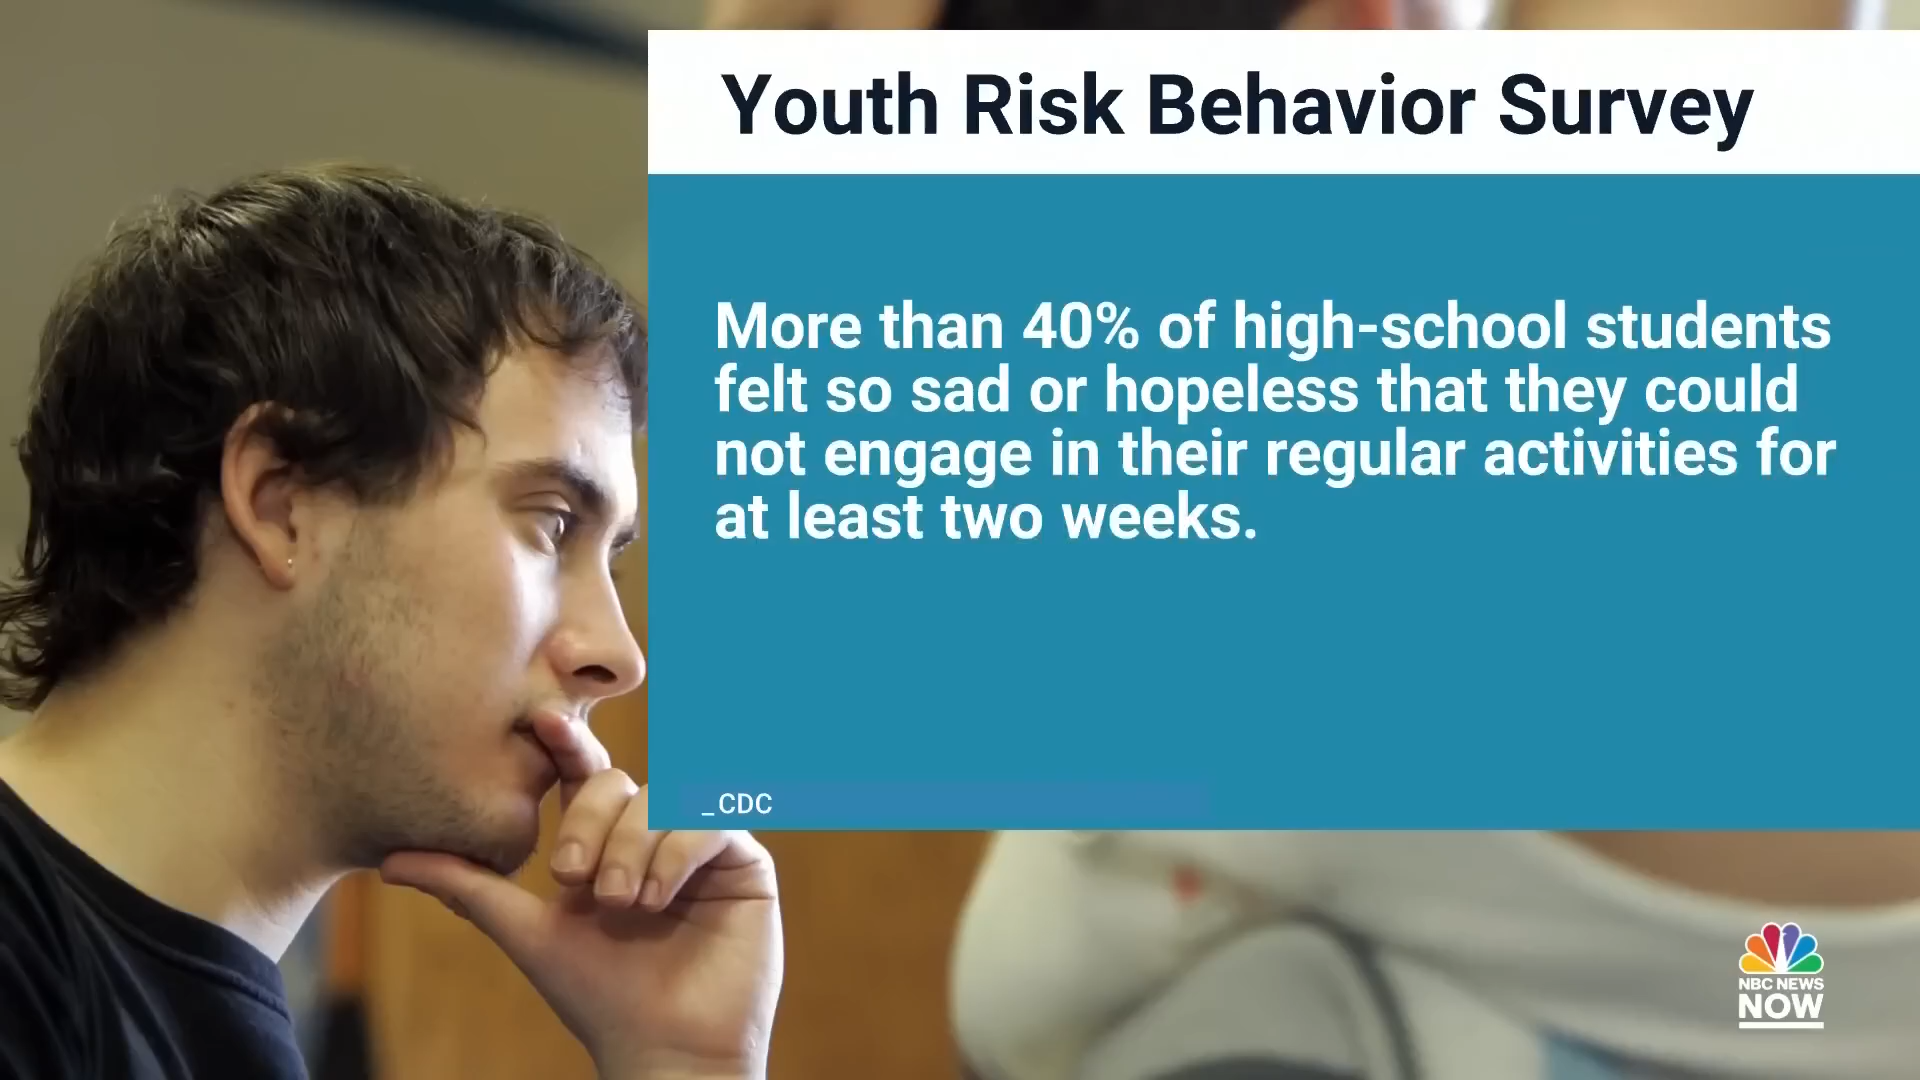 Youth Risk Behavior Survey
More than 40% of high-school students
felt so sad or hopeless that they could
not engage in their regular activities for
at least two weeks.
_CDC
NBC NEWS
NOW